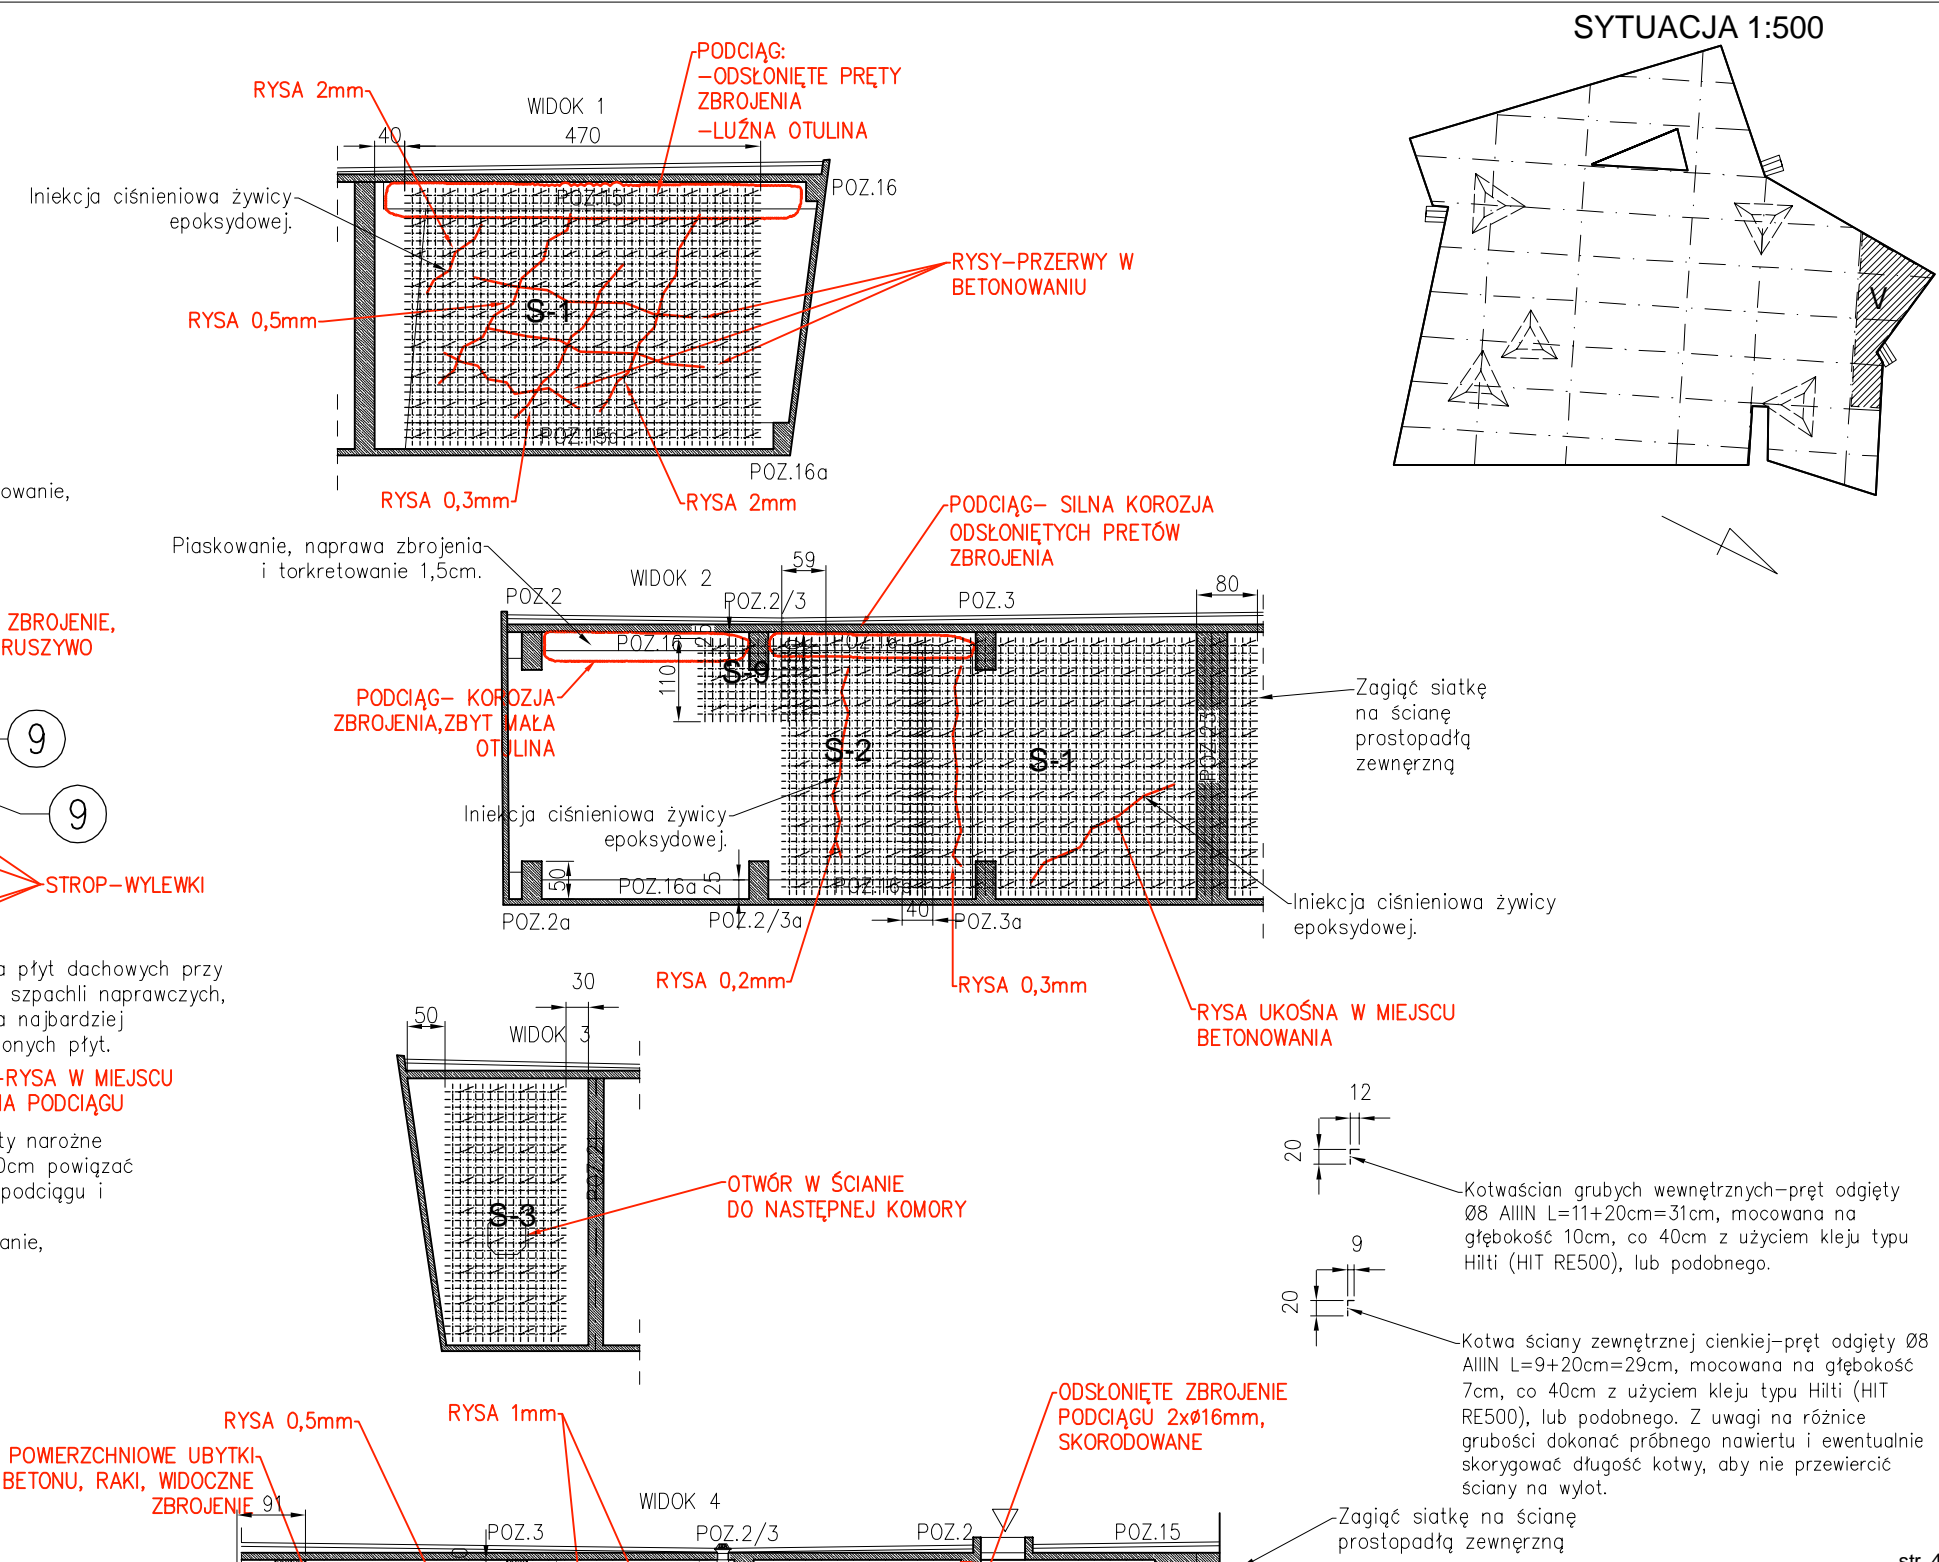 SYTUACJA 1:500
PODCIĄG:
-ODSŁONIĘTE PRĘTY
ZBROJENIA
-LUŹNA OTULINA
RYSA 2mm
WIDOK 1
40
470
Iniekcja ciśnieniowa żywicy
epoksydowej.
POZ.15
POZ.16
RYSY-PRZERWY W
BETONOWANIU
RYSA 0,5mm
S-1
POZ.15a
POZ.16a
RYSA 0,3mm
RYSA 2mm
V
owanie,
Piaskowanie, naprawa zbrojenia
i torkretowanie 1,5cm.
PODCIĄG- SILNA KOROZJA
ODSŁONIĘTYCH PRETÓW
ZBROJENIA
WIDOK 2
59
80
POZ.2
POZ.2/3
POZ.3
ZBROJENIE,
RUSZYWO
POZ.16
25
POZ.16
110
S-9
PODCIĄG- KOROZJA
ZBROJENIA,ZBYT MAŁA
OTULINA
S-2
S-1
POZ.23
Zagiąć siatkę
na ścianę
prostopadłą
zewnęrzną
9
9
Iniekcja ciśnieniowa żywicy
epoksydowej.
STROP-WYLEWKI
50
POZ.16a
25
POZ.16a
40
POZ.2a
POZ.2/3a
POZ.3a
Iniekcja ciśnieniowa żywicy
epoksydowej.
RYSA 0,2mm
RYSA 0,3mm
RYSA UKOŚNA W MIEJSCU
BETONOWANIA
a płyt dachowych przy
szpachli naprawczych,
a najbardziej
onych płyt.
-RYSA W MIEJSCU
IA PODCIĄGU
ty narożne
0cm powiązać
podciągu i
anie,
30
50
WIDOK 3
S-3
OTWÓR W ŚCIANIE
DO NASTĘPNEJ KOMORY
12
20
Kotwaścian grubych wewnętrznych-pręt odgięty
Ø8 AIIIN L=11+20cm=31cm, mocowana na
głębokość 10cm, co 40cm z użyciem kleju typu
Hilti (HIT RE500), lub podobnego.
9
20
Kotwa ściany zewnętrznej cienkiej-pręt odgięty Ø8
AIIIN L=9+20cm=29cm, mocowana na głębokość
7cm, co 40cm z użyciem kleju typu Hilti (HIT
RE500), lub podobnego. Z uwagi na różnice
grubości dokonać próbnego nawiertu i ewentualnie
skorygować długość kotwy, aby nie przewiercić
ściany na wylot.
RYSA 0,5mm
RYSA 1mm
ODSŁONIĘTE ZBROJENIE
PODCIĄGU 2xø16mm,
SKORODOWANE
POWIERZCHNIOWE UBYTKI
BETONU, RAKI, WIDOCZNE
ZBROJENIE
91
WIDOK 4
POZ.3
POZ.2/3
POZ.2
POZ.15
Zagiąć siatkę na ścianę
prostopadłą zewnęrzną
str. 4